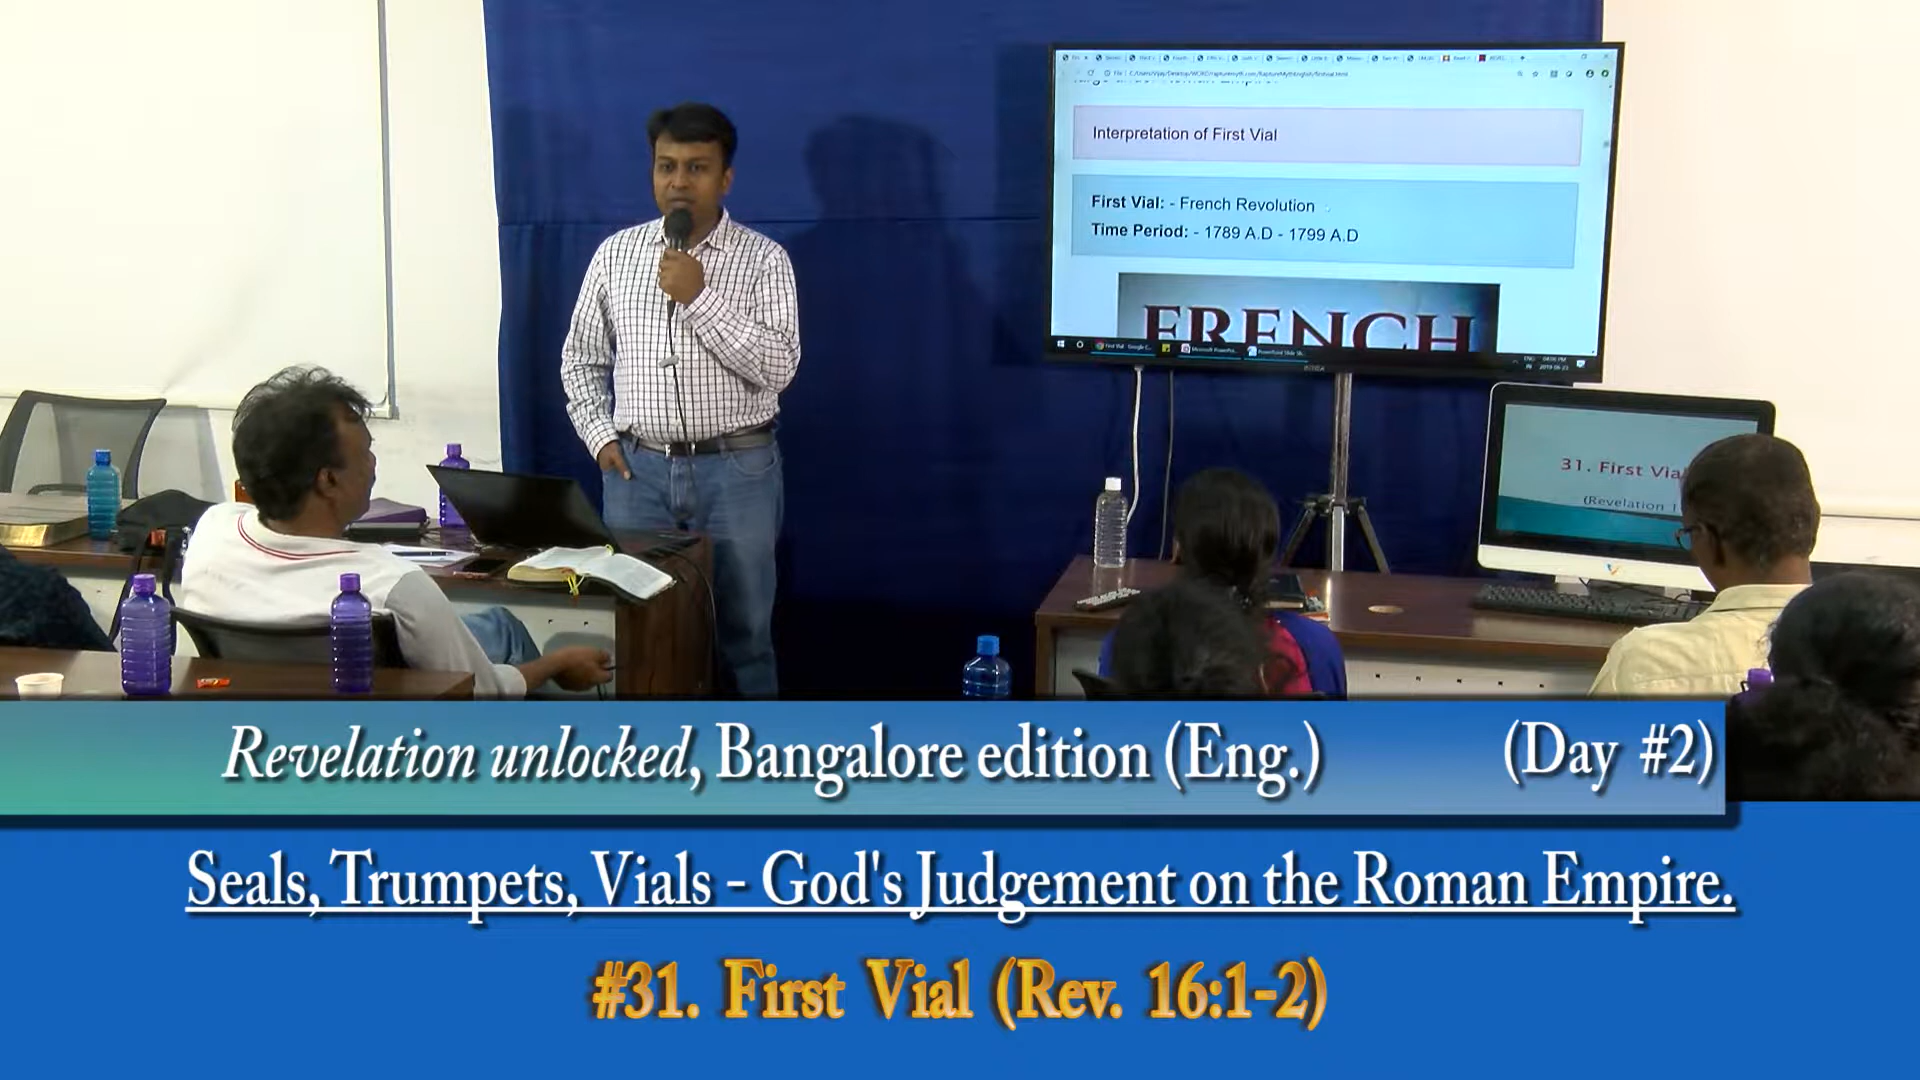 Interpretation of First Vial
First Vial: - French Revolution
Time Period: - 1789 A.D - 1799 A.D
FRENCH
31. First Vial
(Revelation 1
Revelation unlocked, Bangalore edition (Eng.) (Day #2)
Seals, Trumpets, Vials - God's Judgement on the Roman Empire.
#31. First Vial (Rev. 16:1-2)